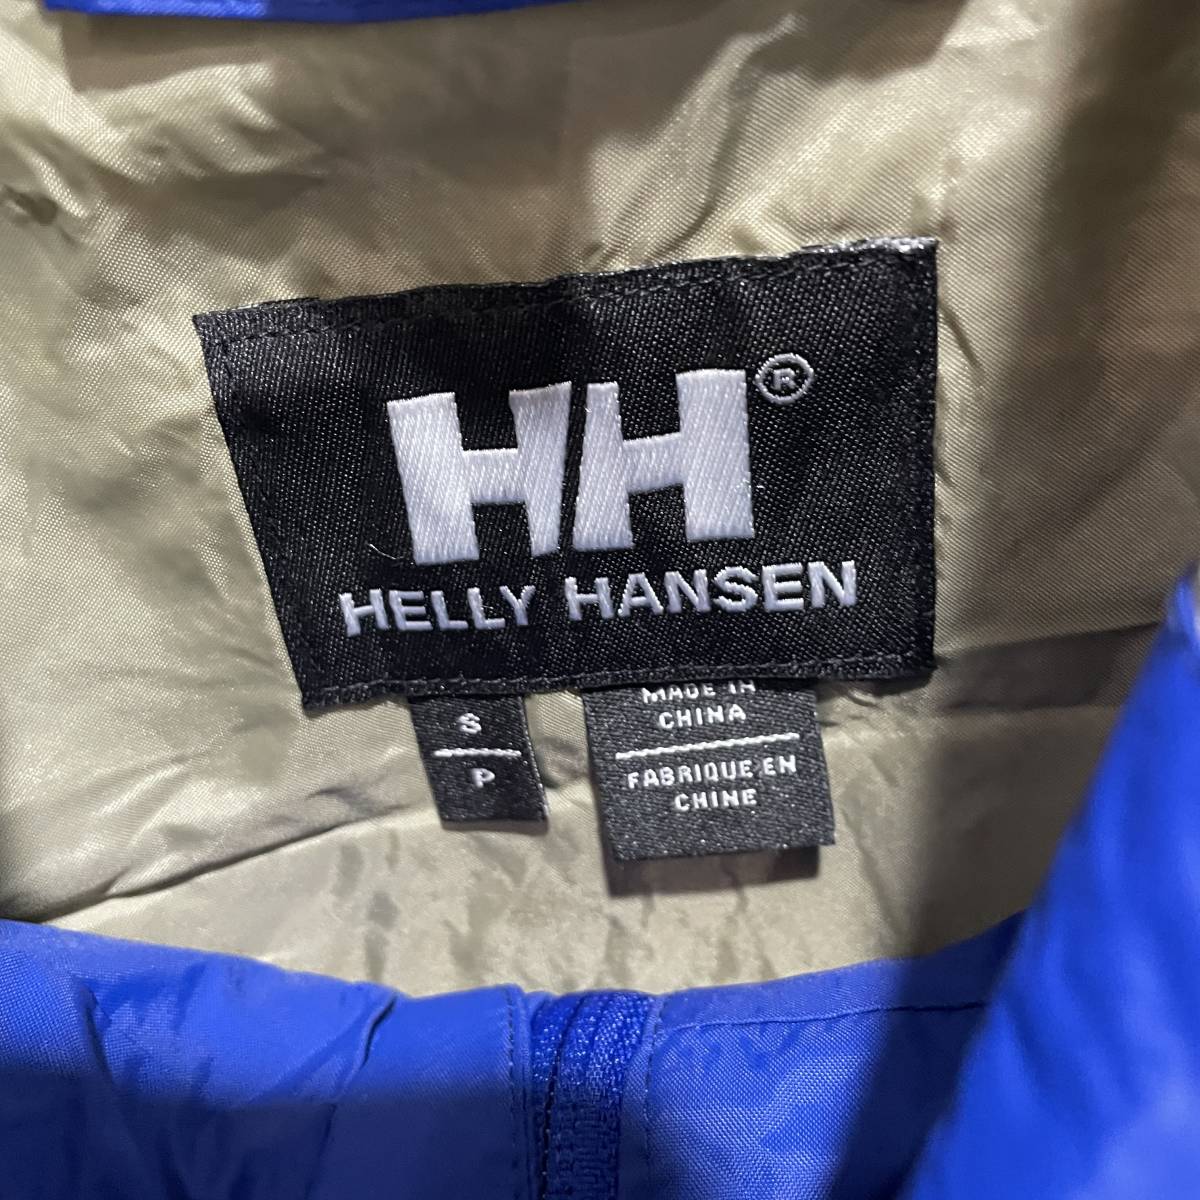 HH®
HELLY HANSEN
S
P
MADE IN
CHINA
FABRIQUE EN
CHINE